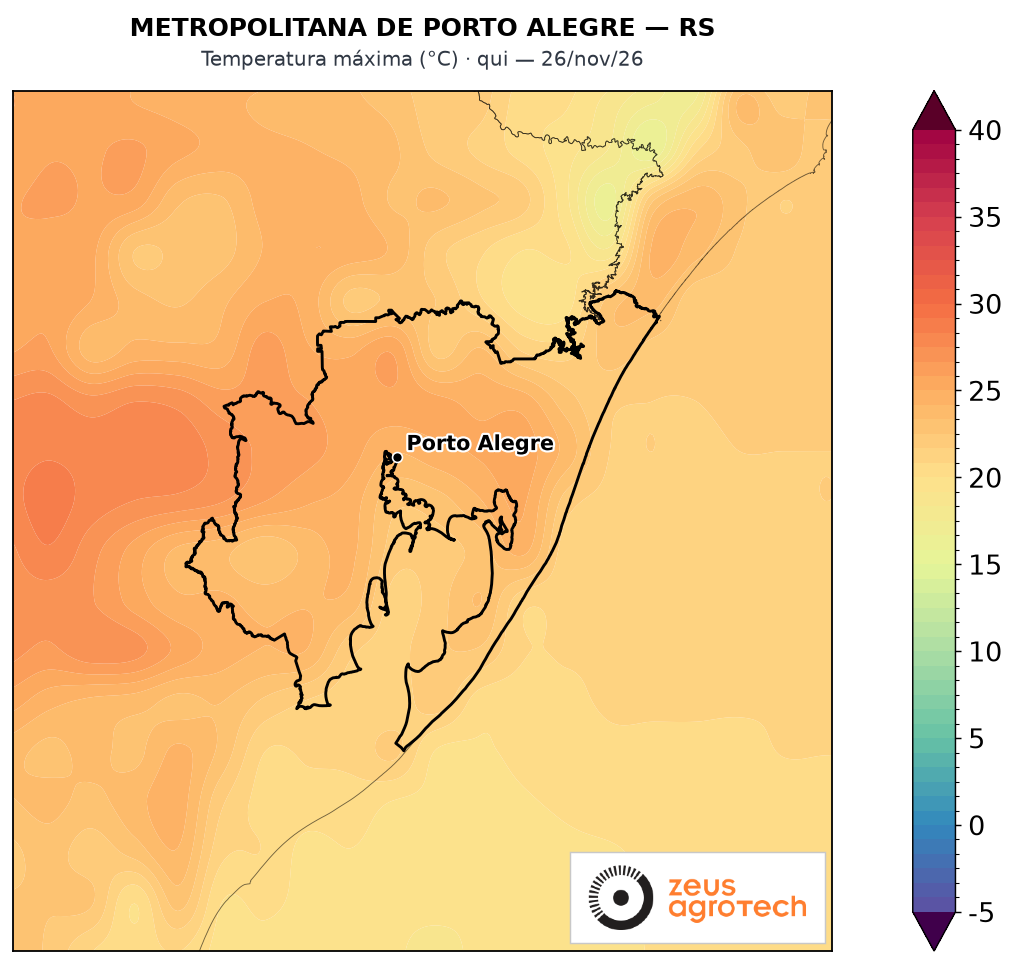 METROPOLITANA DE PORTO ALEGRE — RS
Temperatura máxima (°C) · qui — 26/nov/26
Porto Alegre
40
35
30
25
20
15
10
5
0
-5
zeus
agrotech